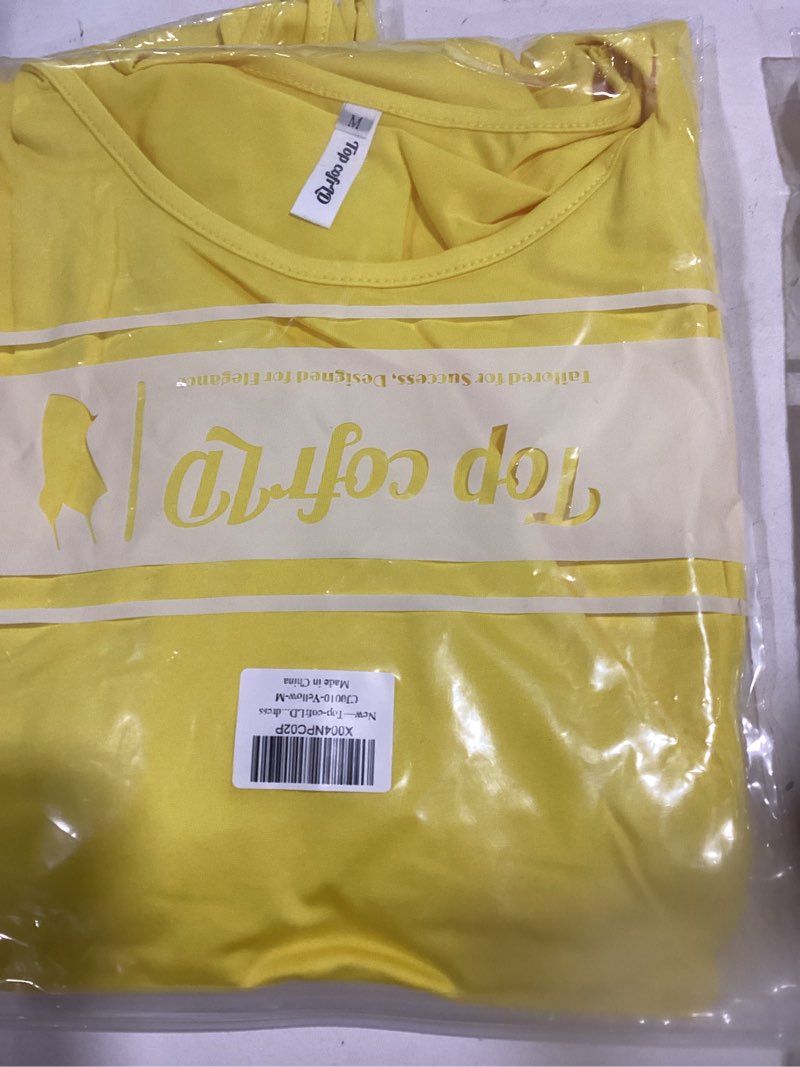 M
Top cofrLD
Tailored for Success, Designed for Eleganc
Top cofrLD
X004NPC02P
New—Top-cofrLD...dress
CJ0010-Yellow-M
Made in China